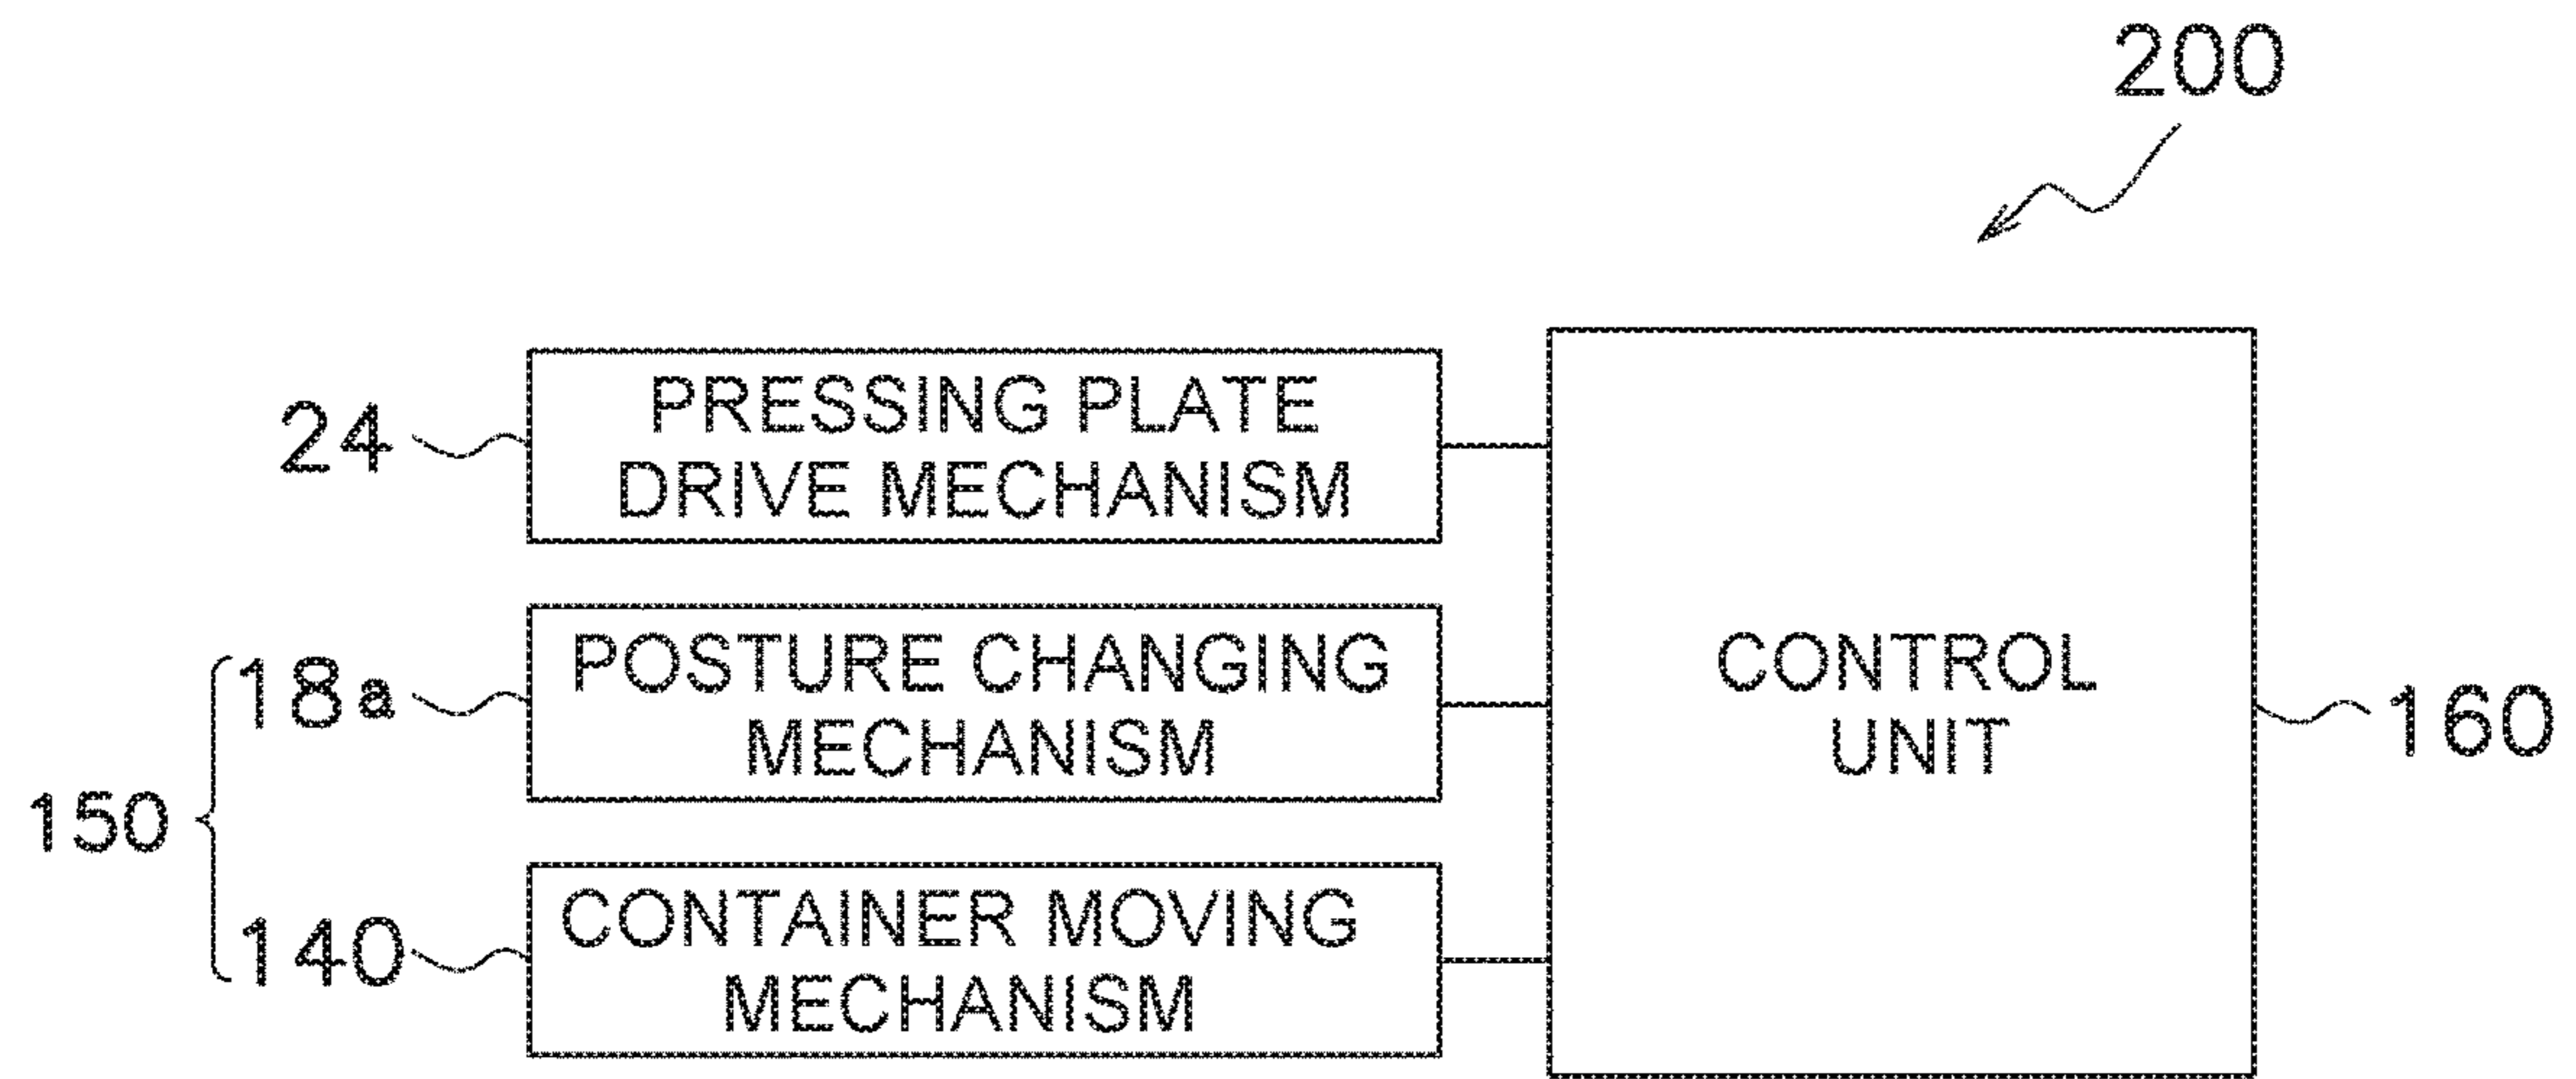 200
24
PRESSING PLATE
DRIVE MECHANISM
150
18a
POSTURE CHANGING
MECHANISM
140
CONTAINER MOVING
MECHANISM
CONTROL
UNIT
160